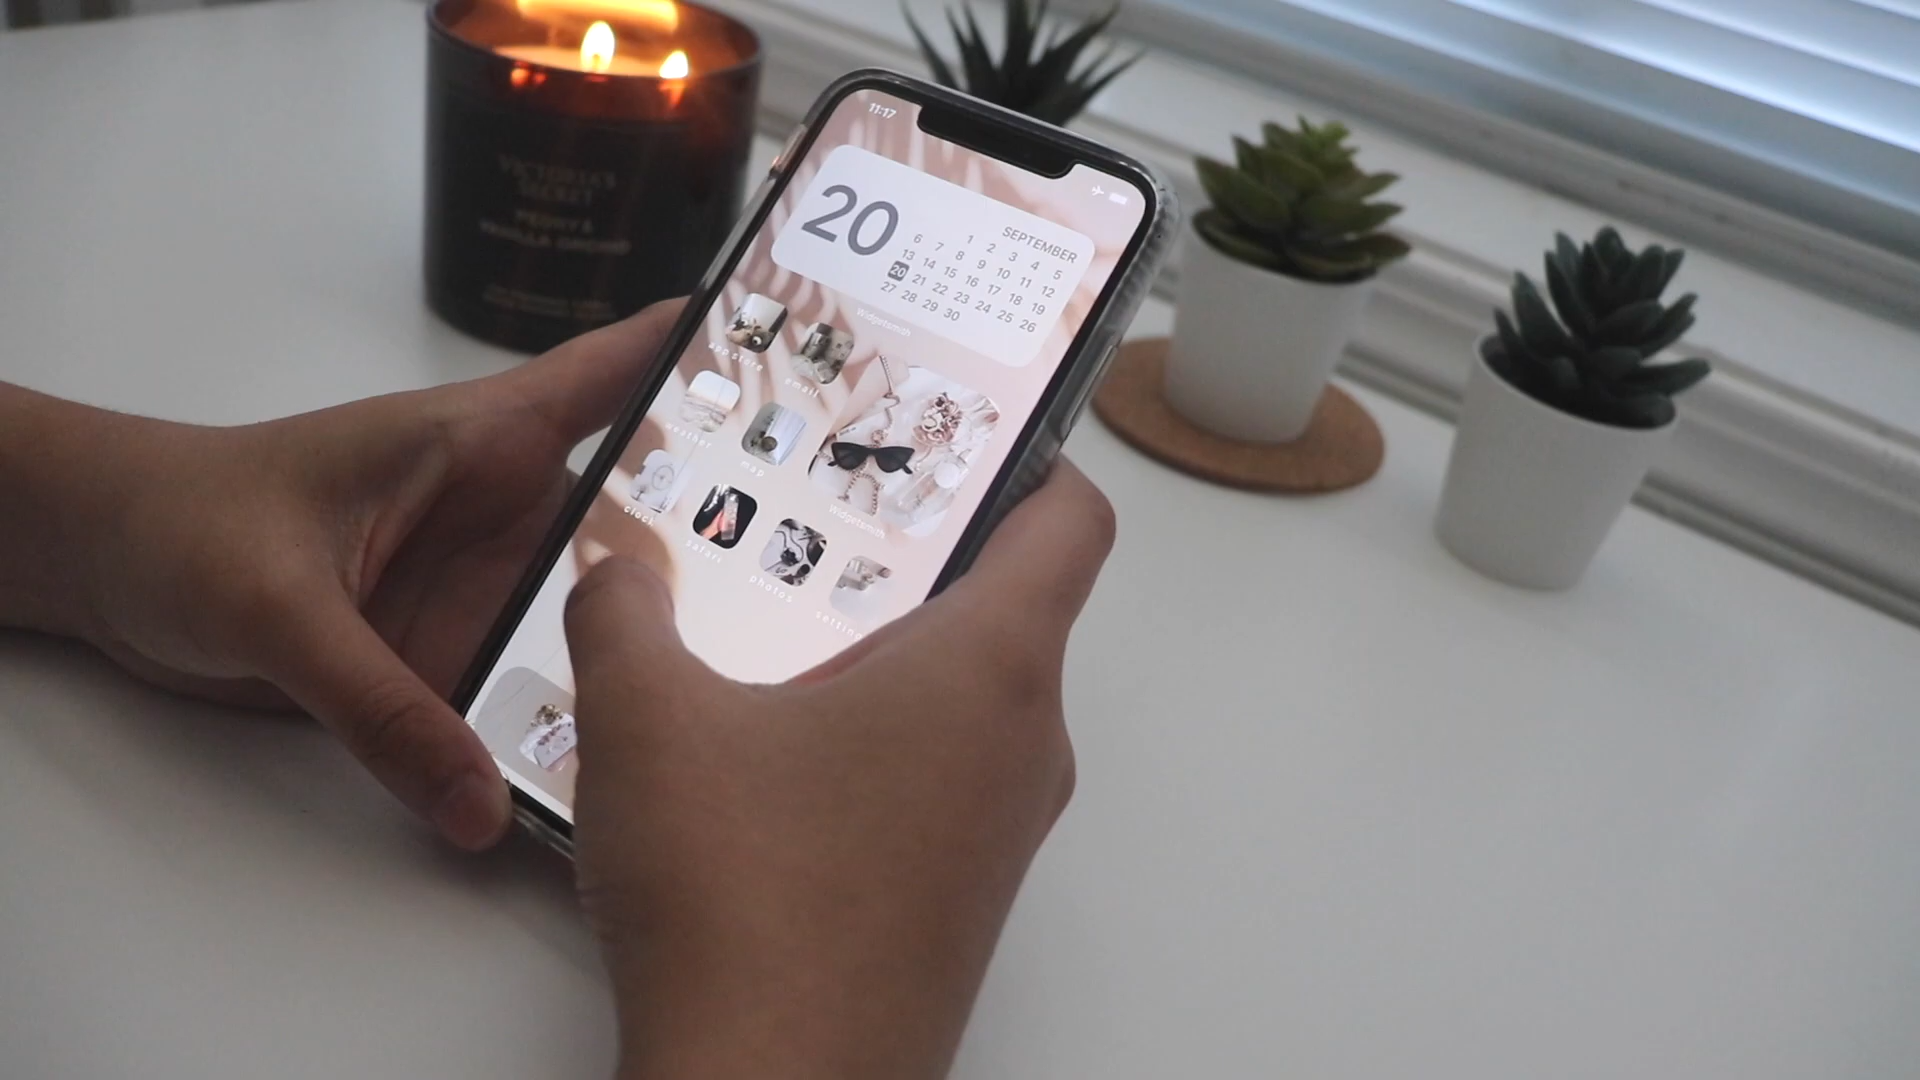 VICTORIA'S
SECRET
PEONY &
11:17
20
SEPTEMBER
1 2 3 4 5
6 7 8 9 10 11 12
13 14 15 16 17 18 19
20 21 22 23 24 25 26
27 28 29 30
Widgetsmith
app store
email
weather
map
Widgetsmith
clock
safari
photos
setting